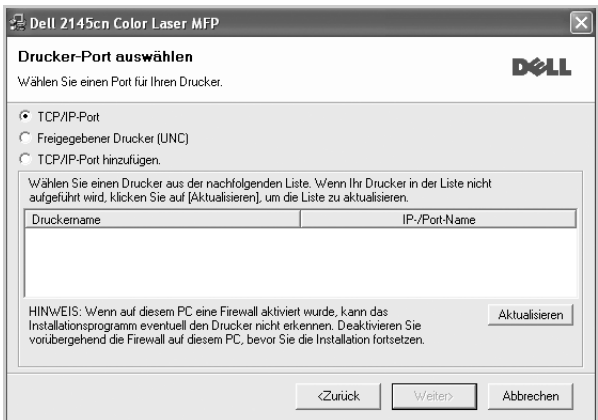 Dell 2145cn Color Laser MFP
Drucker-Port auswählen
Wählen Sie einen Port für Ihren Drucker.
DELL
TCP/IP-Port
Freigegebener Drucker (UNC)
TCP/IP-Port hinzufügen.
Wählen Sie einen Drucker aus der nachfolgenden Liste. Wenn Ihr Drucker in der Liste nicht
aufgeführt wird, klicken Sie auf [Aktualisieren], um die Liste zu aktualisieren.
Druckername IP-/Port-Name
HINWEIS: Wenn auf diesem PC eine Firewall aktiviert wurde, kann das
Installationsprogramm eventuell den Drucker nicht erkennen. Deaktivieren Sie
vorübergehend die Firewall auf diesem PC, bevor Sie die Installation fortsetzen.
Aktualisieren
<Zurück Weiter> Abbrechen